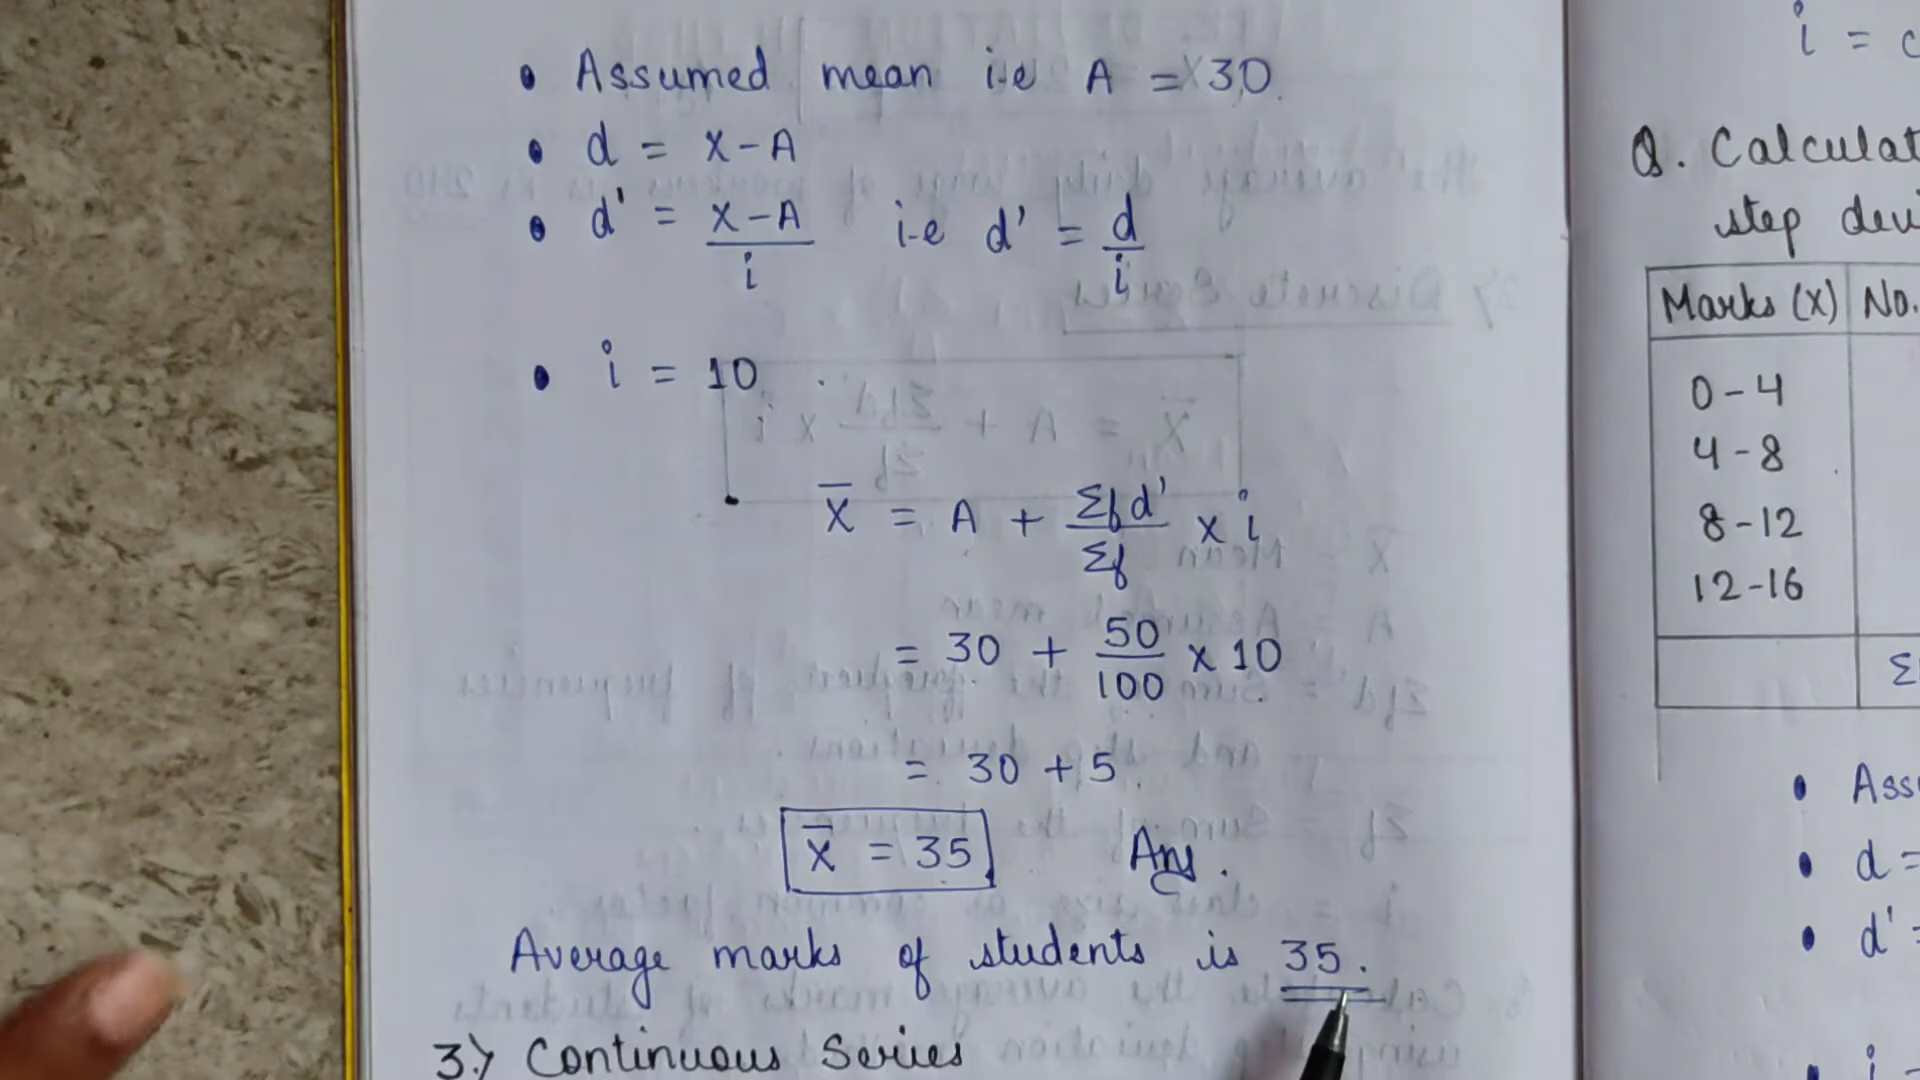 • Assumed mean i.e A = 30
• d = X - A
• d' = X - A / i i.e d' = d / i
• i = 10
X̄ = A + Σfd' / Σf x i
= 30 + 50 / 100 x 10
= 30 + 5
X̄ = 35 Ans.
Average marks of students is 35.
3.) Continuous Series
i =
Q. Calculat
step devi
Marks (X) No.
0 - 4
4 - 8
8 - 12
12 - 16
Σ
• Ass
• d =
• d' =
• i